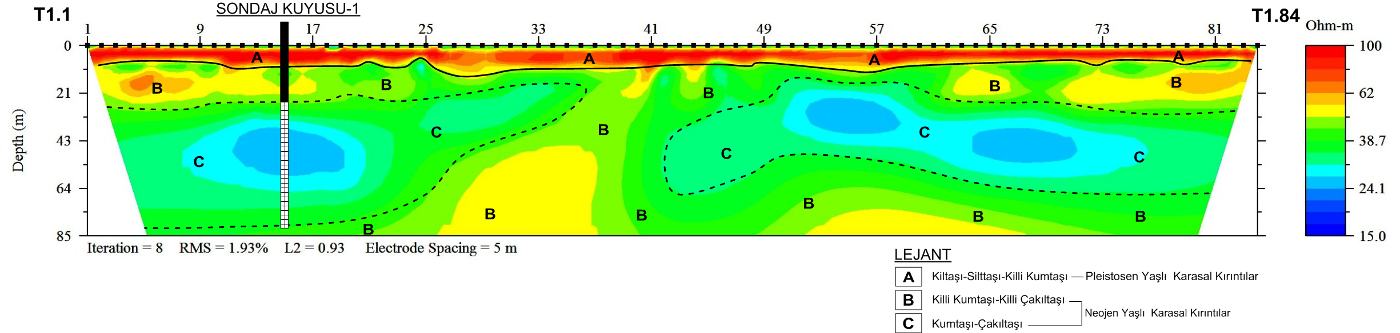 SONDAJ KUYUSU-1
T1.1
T1.84
Ohm-m
1 9 17 25 33 41 49 57 65 73 81
0
21
43
64
85
Depth (m)
100
62
38.7
24.1
15.0
A A A A
B B B B B
B
C C C C C
B B B B B
B
Iteration = 8 RMS = 1.93% L2 = 0.93 Electrode Spacing = 5 m
LEJANT
A Kiltaşı-Silttaşı-Killi Kumtaşı — Pleistosen Yaşlı Karasal Kırıntılar
B Killi Kumtaşı-Killi Çakıltaşı
Neojen Yaşlı Karasal Kırıntılar
C Kumtaşı-Çakıltaşı